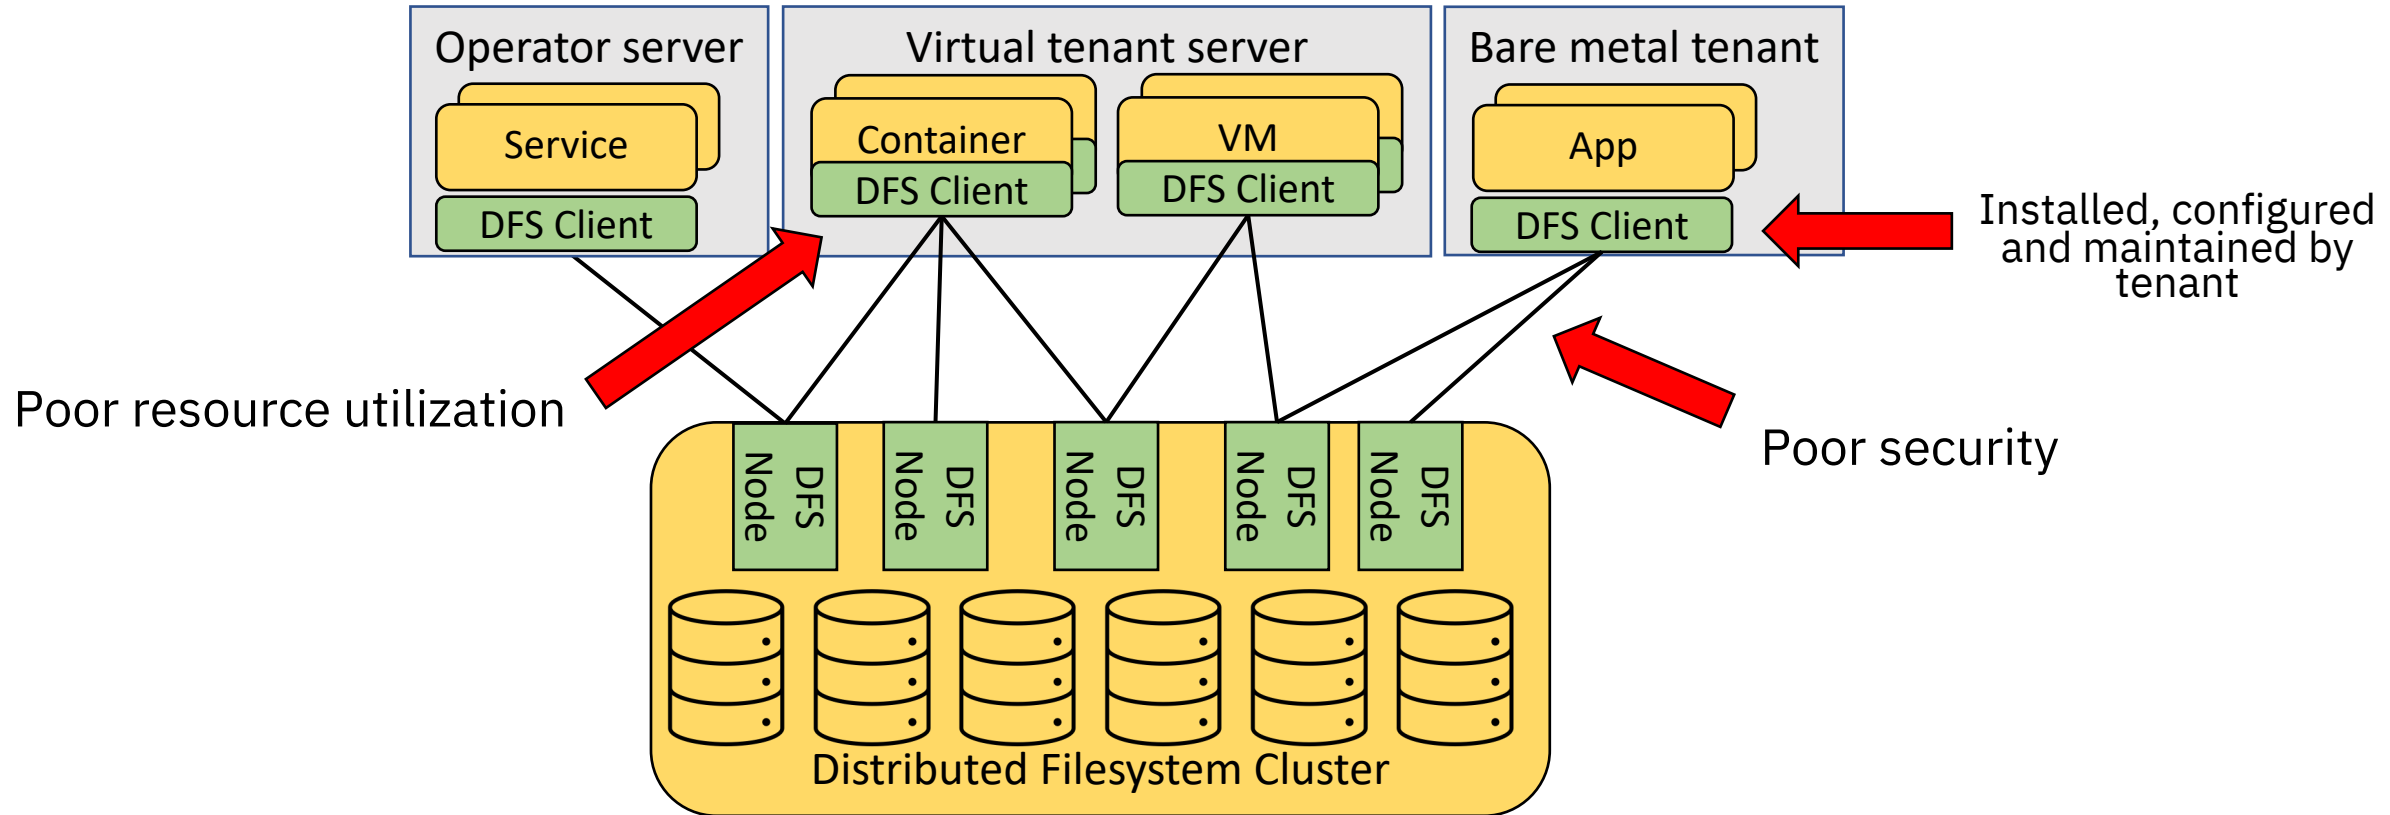 Operator server
Service
DFS Client
Virtual tenant server
Container
DFS Client
VM
DFS Client
Bare metal tenant
App
DFS Client
Installed, configured
and maintained by
tenant
Poor resource utilization
Poor security
DFS
Node
DFS
Node
DFS
Node
DFS
Node
DFS
Node
Distributed Filesystem Cluster